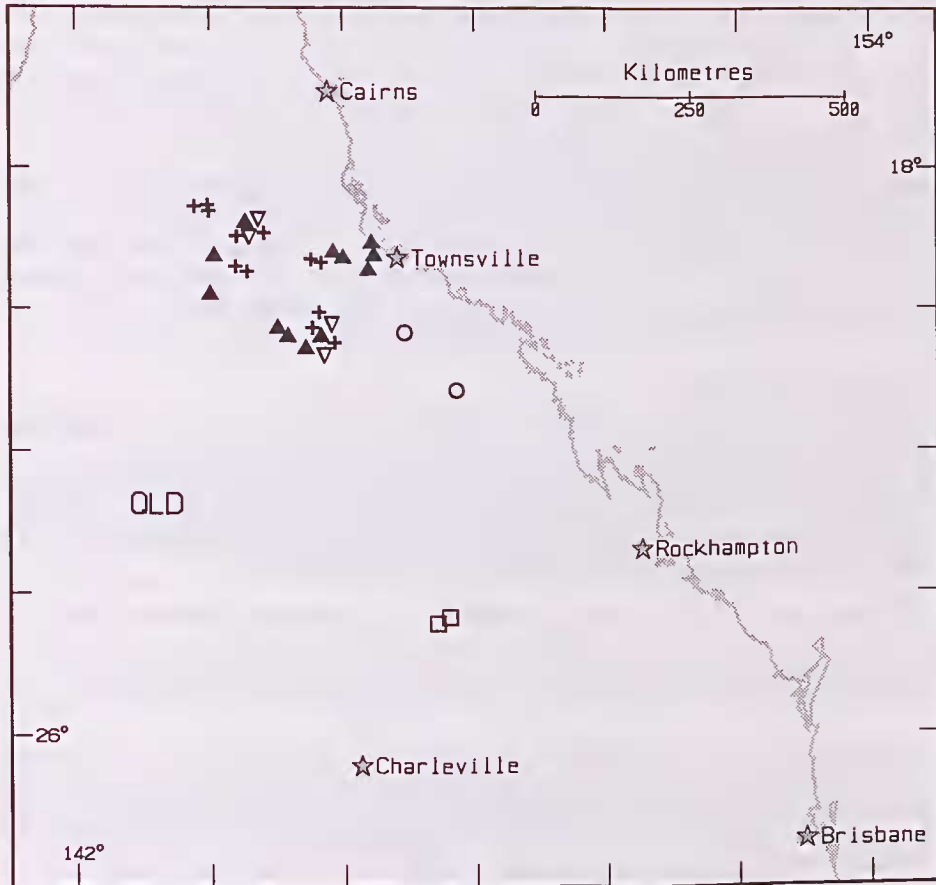 154°
Kilometres
0 250 500
Cairns
18°
Townsville
QLD
Rockhampton
26°
Charleville
142°
Brisbane